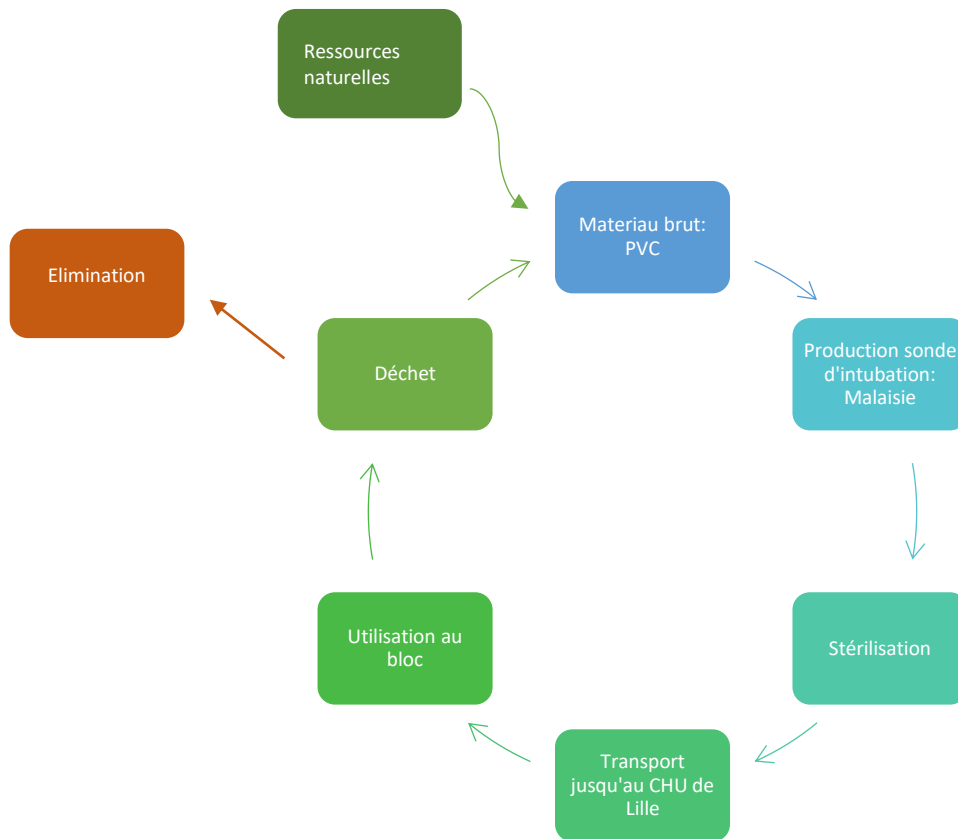 Ressources
naturelles
Materiau brut:
PVC
Elimination
Déchet
Production sonde
d'intubation:
Malaisie
Utilisation au
bloc
Stérilisation
Transport
jusqu'au CHU de
Lille